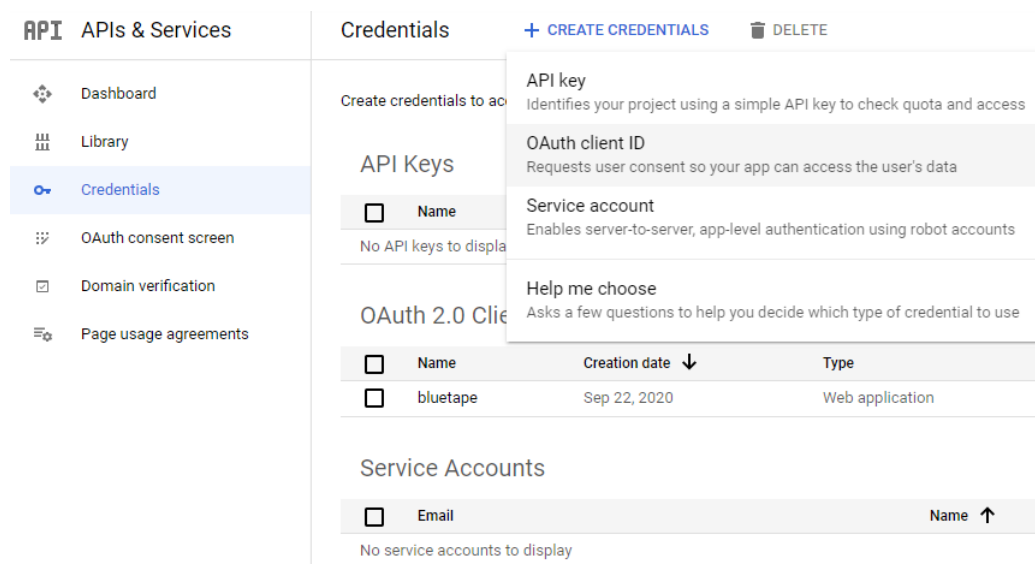 API APIs & Services
Credentials
+ CREATE CREDENTIALS
DELETE
Dashboard
Library
Credentials
OAuth consent screen
Domain verification
Page usage agreements
Create credentials to ac
API key
Identifies your project using a simple API key to check quota and access
OAuth client ID
Requests user consent so your app can access the user's data
Service account
Enables server-to-server, app-level authentication using robot accounts
Help me choose
Asks a few questions to help you decide which type of credential to use
API Keys
Name
No API keys to displa
OAuth 2.0 Clie
Name Creation date Type
bluetape Sep 22, 2020 Web application
Service Accounts
Email Name
No service accounts to display